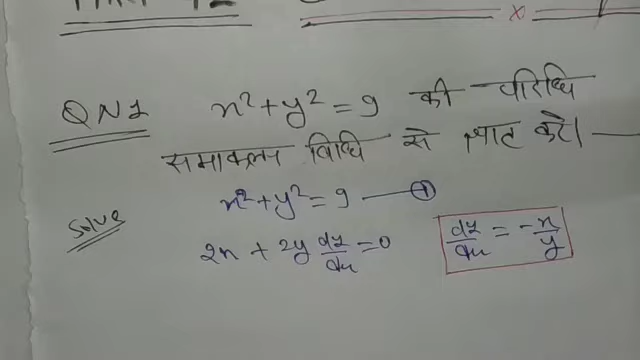 QN1 x²+y² = 9 की परिधि
समाकलन विधि से ज्ञात करे।
Solve x²+y² = 9 — ①
2x + 2y dy/dx = 0 dy/dx = -x/y